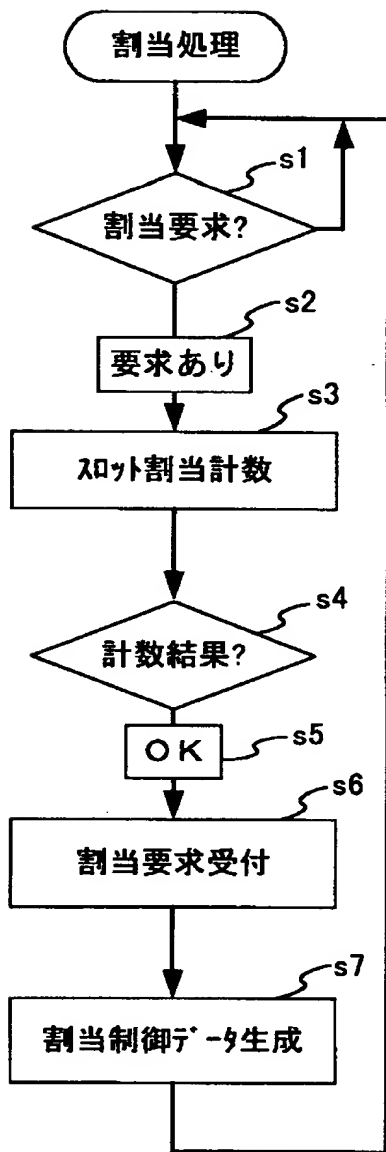 割当処理
s1
割当要求?
s2
要求あり
s3
ｽﾛｯﾄ割当計数
s4
計数結果?
s5
ＯＫ
s6
割当要求受付
s7
割当制御ﾃﾞｰﾀ生成